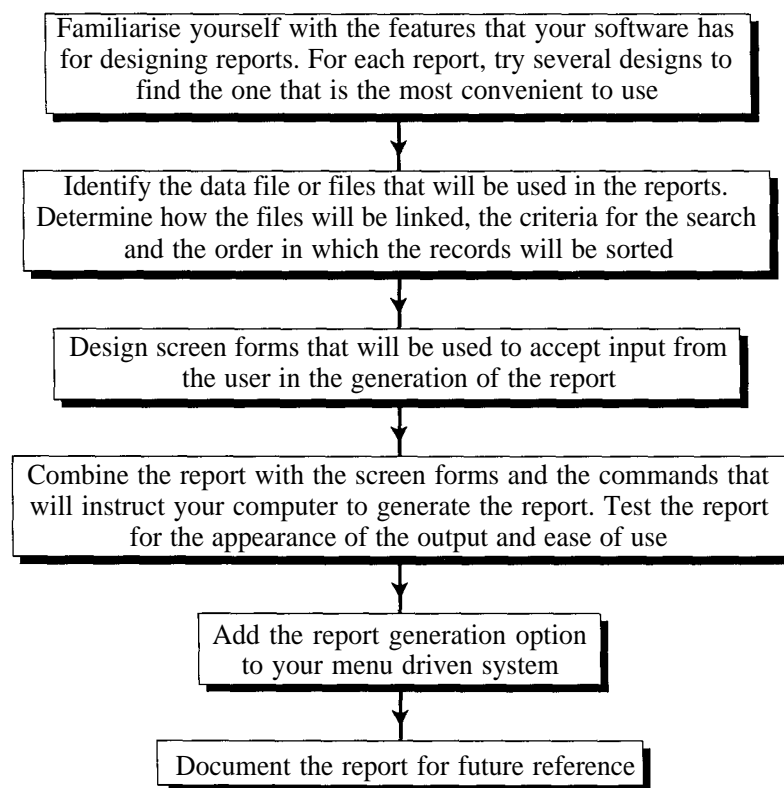 Familiarise yourself with the features that your software has
for designing reports. For each report, try several designs to
find the one that is the most convenient to use
Identify the data file or files that will be used in the reports.
Determine how the files will be linked, the criteria for the search
and the order in which the records will be sorted
Design screen forms that will be used to accept input from
the user in the generation of the report
Combine the report with the screen forms and the commands that
will instruct your computer to generate the report. Test the report
for the appearance of the output and ease of use
Add the report generation option
to your menu driven system
Document the report for future reference